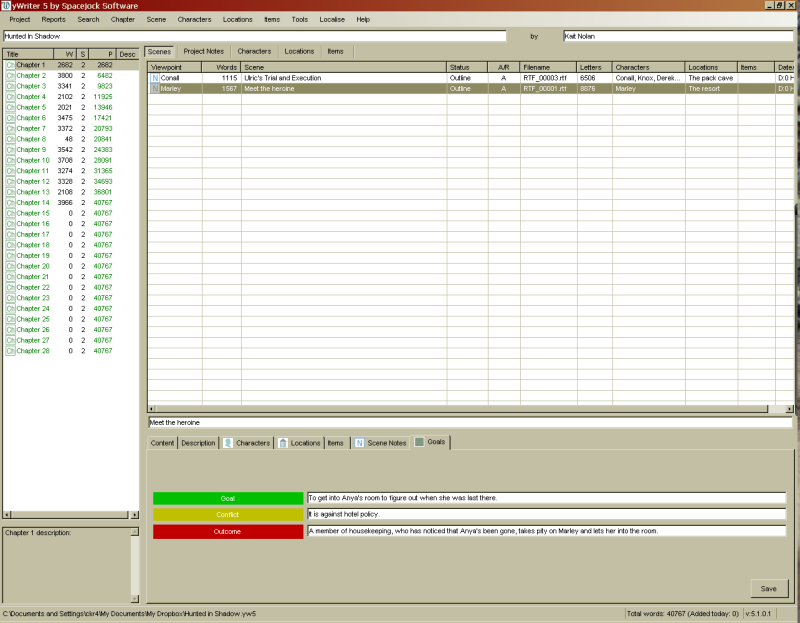 yWriter 5 by Spacejock Software
Project Reports Search Chapter Scene Characters Locations Items Tools Localise Help
Hunted In Shadow by Kait Nolan
Title W S P Desc
Chapter 1 2682 2 2682
Chapter 2 3800 2 6482
Chapter 3 3341 2 9823
Chapter 4 2102 2 11925
Chapter 5 2021 2 13946
Chapter 6 3475 2 17421
Chapter 7 3372 2 20793
Chapter 8 48 2 20841
Chapter 9 3542 2 24383
Chapter 10 3708 2 28091
Chapter 11 3274 2 31365
Chapter 12 3328 2 34693
Chapter 13 2108 2 36801
Chapter 14 3966 2 40767
Chapter 15 0 2 40767
Chapter 16 0 2 40767
Chapter 17 0 2 40767
Chapter 18 0 2 40767
Chapter 19 0 2 40767
Chapter 20 0 2 40767
Chapter 21 0 2 40767
Chapter 22 0 2 40767
Chapter 23 0 2 40767
Chapter 24 0 2 40767
Chapter 25 0 2 40767
Chapter 26 0 2 40767
Chapter 27 0 2 40767
Chapter 28 0 2 40767
Chapter 1 description:
Scenes Project Notes Characters Locations Items
Viewpoint Words Scene Status A/R Filename Letters Characters Locations Items Date/
N Conall 1115 Ulric's Trial and Execution Outline A RTF_00003.rtf 6506 Conall, Knox, Derek... The pack cave D:0 H
N Marley 1567 Meet the heroine Outline A RTF_00001.rtf 8876 Marley The resort D:0 H
Meet the heroine
Content Description Characters Locations Items N Scene Notes Goals
Goal To get into Anya's room to figure out when she was last there.
Conflict It is against hotel policy.
Outcome A member of housekeeping, who has noticed that Anya's been gone, takes pity on Marley and lets her into the room.
Save
C:\Documents and Settings\ckr4\My Documents\My Dropbox\Hunted in Shadow.yw5 Total words: 40767 (Added today: 0) v:5.1.0.1